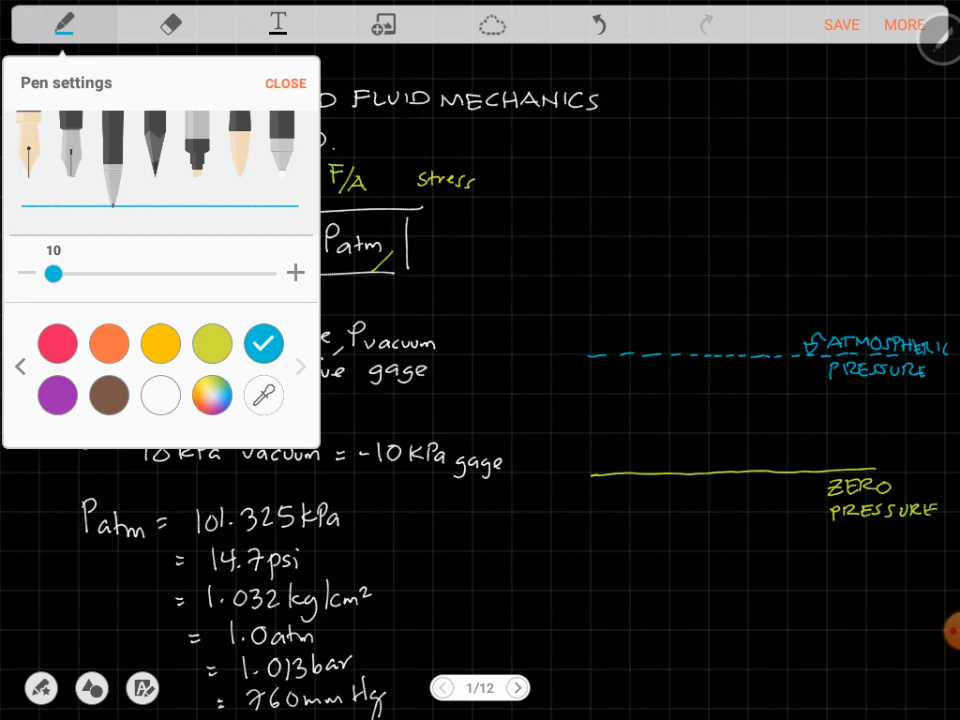 T
SAVE
MORE
Pen settings
CLOSE
10
D FLUID MECHANICS
D.
F/A stress
Patm
e, Pvacuum
ve gage
10 KPa vacuum = -10 KPa gage
Patm = 101.325 kPa
= 14.7 psi
= 1.032 kg/cm²
= 1.0 atm
= 1.013 bar
= 760 mm Hg
ATMOSPHERIC
PRESSURE
ZERO
PRESSURE
1/12